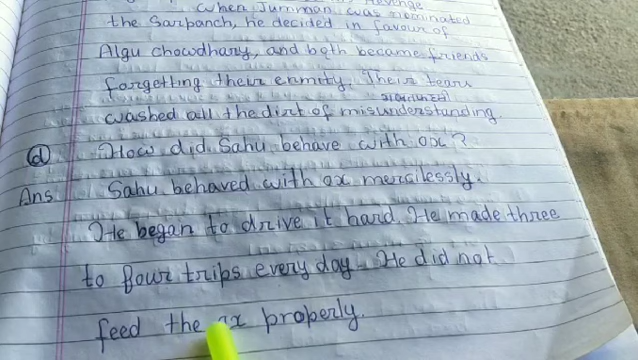 Revenge
When Jumman was nominated
the Sarpanch, he decided in favour of
Algu chowdhary, and both became friends
forgetting their enmity. Their tears
washed all the dirt of misunderstanding.
(d) How did Sahu behave with ox?
Ans Sahu behaved with ox mercilessly.
He began to drive it hard. He made three
to four trips every day. He did not
feed the ox properly.